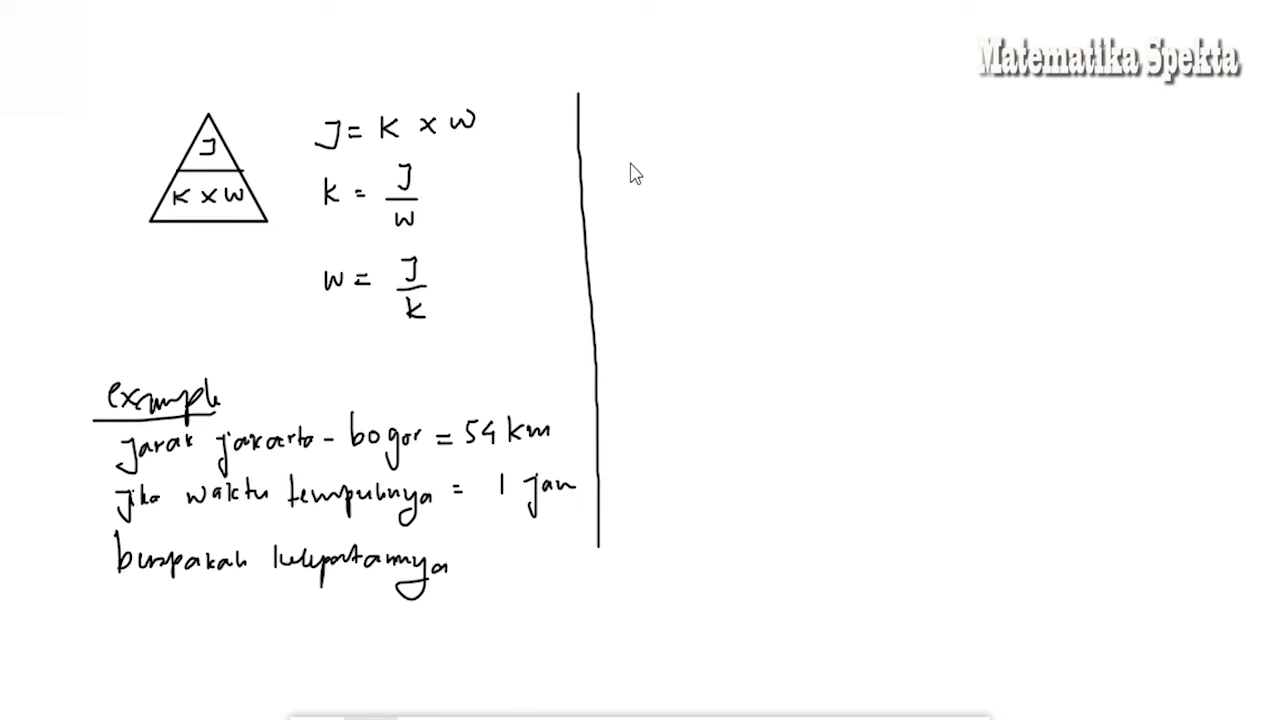 Matematika Spekta
J
K x W
J = K x W
K = J
W
W = J
K
example
Jarak jakarta - bogor = 54 km
jika waktu tempuhnya = 1 jam
berapakah kecepatannya